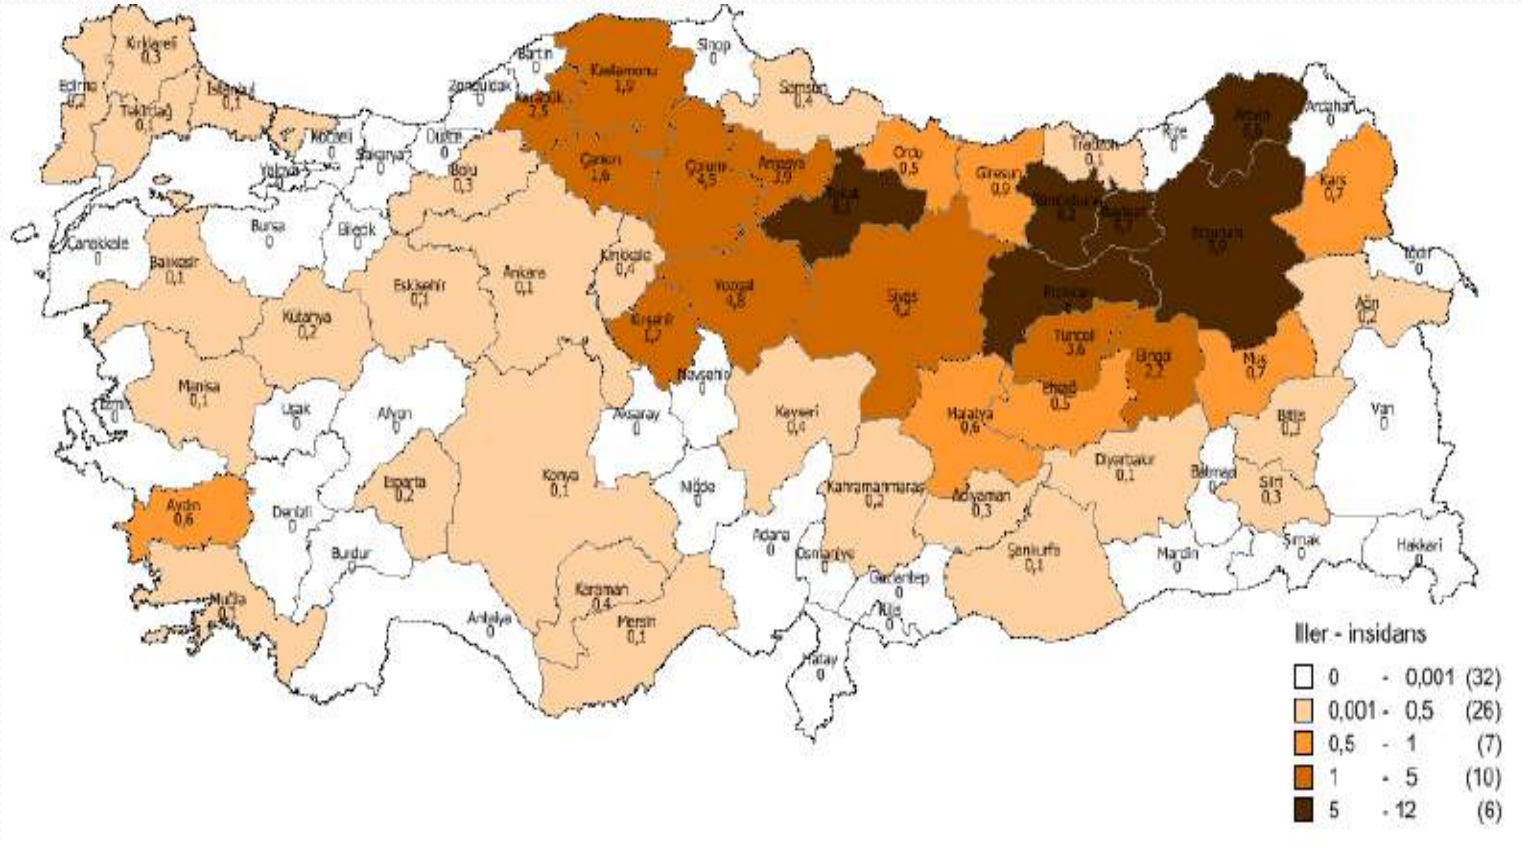 Kırklareli
0,3
Edirne
0,2
Tekirdağ
0,1
İstanbul
0,1
Kocaeli
0
Sakarya
0
Yalova
0
Düzce
0
Zonguldak
0
Bartın
0
Karabük
Kastamonu
1,9
Sinop
0
Samsun
0,4
Bolu
0,3
Çankırı
1,6
Çorum
4,5
Amasya
3,9
Tokat
Ordu
0,5
Giresun
0,9
Trabzon
0,1
Rize
0
Artvin
Ardahan
0
Kars
0,7
Gümüşhane
Bayburt
Erzurum
Iğdır
0
Ağrı
0,2
Çanakkale
0
Balıkesir
0,1
Bursa
0
Bilecik
0
Eskişehir
0,1
Kütahya
0,2
Ankara
0,1
Kırıkkale
0,4
Kırşehir
1,7
Yozgat
4,8
Sivas
4,2
Erzincan
Tunceli
3,6
Bingöl
2,2
Elazığ
0,5
Malatya
0,6
Muş
0,7
Bitlis
Van
0
Manisa
0,1
İzmir
0
Uşak
0
Afyon
0
Aksaray
0
Nevşehir
0
Kayseri
0,4
Niğde
0
Konya
0,1
Isparta
0,2
Aydın
0,6
Denizli
0
Burdur
0
Muğla
0,1
Antalya
0
Karaman
0,4
Mersin
0,1
Adana
0
Osmaniye
0
Kahramanmaraş
0,2
Adıyaman
0,3
Diyarbakır
0,1
Batman
0
Siirt
0,3
Şırnak
0
Hakkari
0
Mardin
0
Şanlıurfa
0,1
Gaziantep
0
Kilis
0
Hatay
0
İller - insidans
0 - 0,001 (32)
0,001 - 0,5 (26)
0,5 - 1 (7)
1 - 5 (10)
5 - 12 (6)